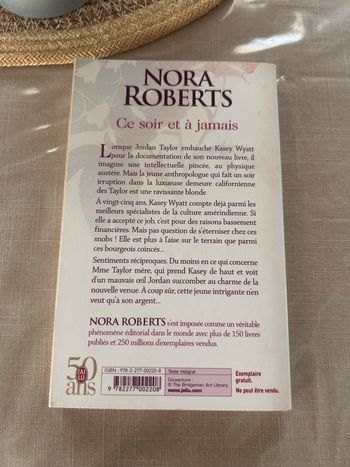 NORA
ROBERTS
Ce soir et à jamais
Lorsque Jordan Taylor embauche Kasey Wyatt
pour la documentation de son nouveau livre, il
imagine une intellectuelle pincée, au physique
austère. Mais la jeune anthropologue qui fait un soir
irruption dans la luxueuse demeure californienne
des Taylor est une ravissante blonde.
À vingt-cinq ans, Kasey Wyatt compte déjà parmi les
meilleurs spécialistes de la culture amérindienne. Si
elle a accepté ce job, c'est pour des raisons bassement
financières. Mais pas question de s'éterniser chez ces
snobs ! Elle est plus à l'aise sur le terrain que parmi
ces bourgeois coincés...
Sentiments réciproques. Du moins en ce qui concerne
Mme Taylor mère, qui prend Kasey de haut et voit
d'un mauvais œil Jordan succomber au charme de la
nouvelle venue. À coup sûr, cette jeune intrigante n'en
veut qu'à son argent...
NORA ROBERTS s'est imposée comme un véritable
phénomène éditorial dans le monde avec plus de 150 livres
publiés et 250 millions d'exemplaires vendus.
50
ans
ISBN : 978-2-277-00220-8
9 782277 002208
Texte intégral
Couverture
© The Bridgeman Art Library
www.jailu.com
Exemplaire
gratuit.
Ne peut être vendu.